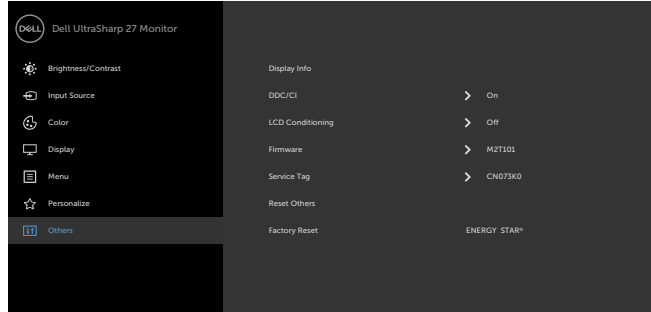 DELL Dell UltraSharp 27 Monitor
Brightness/Contrast Display Info
Input Source DDC/CI On
Color LCD Conditioning Off
Display Firmware M2T101
Menu Service Tag CN073K0
Personalize Reset Others
Others Factory Reset ENERGY STAR®